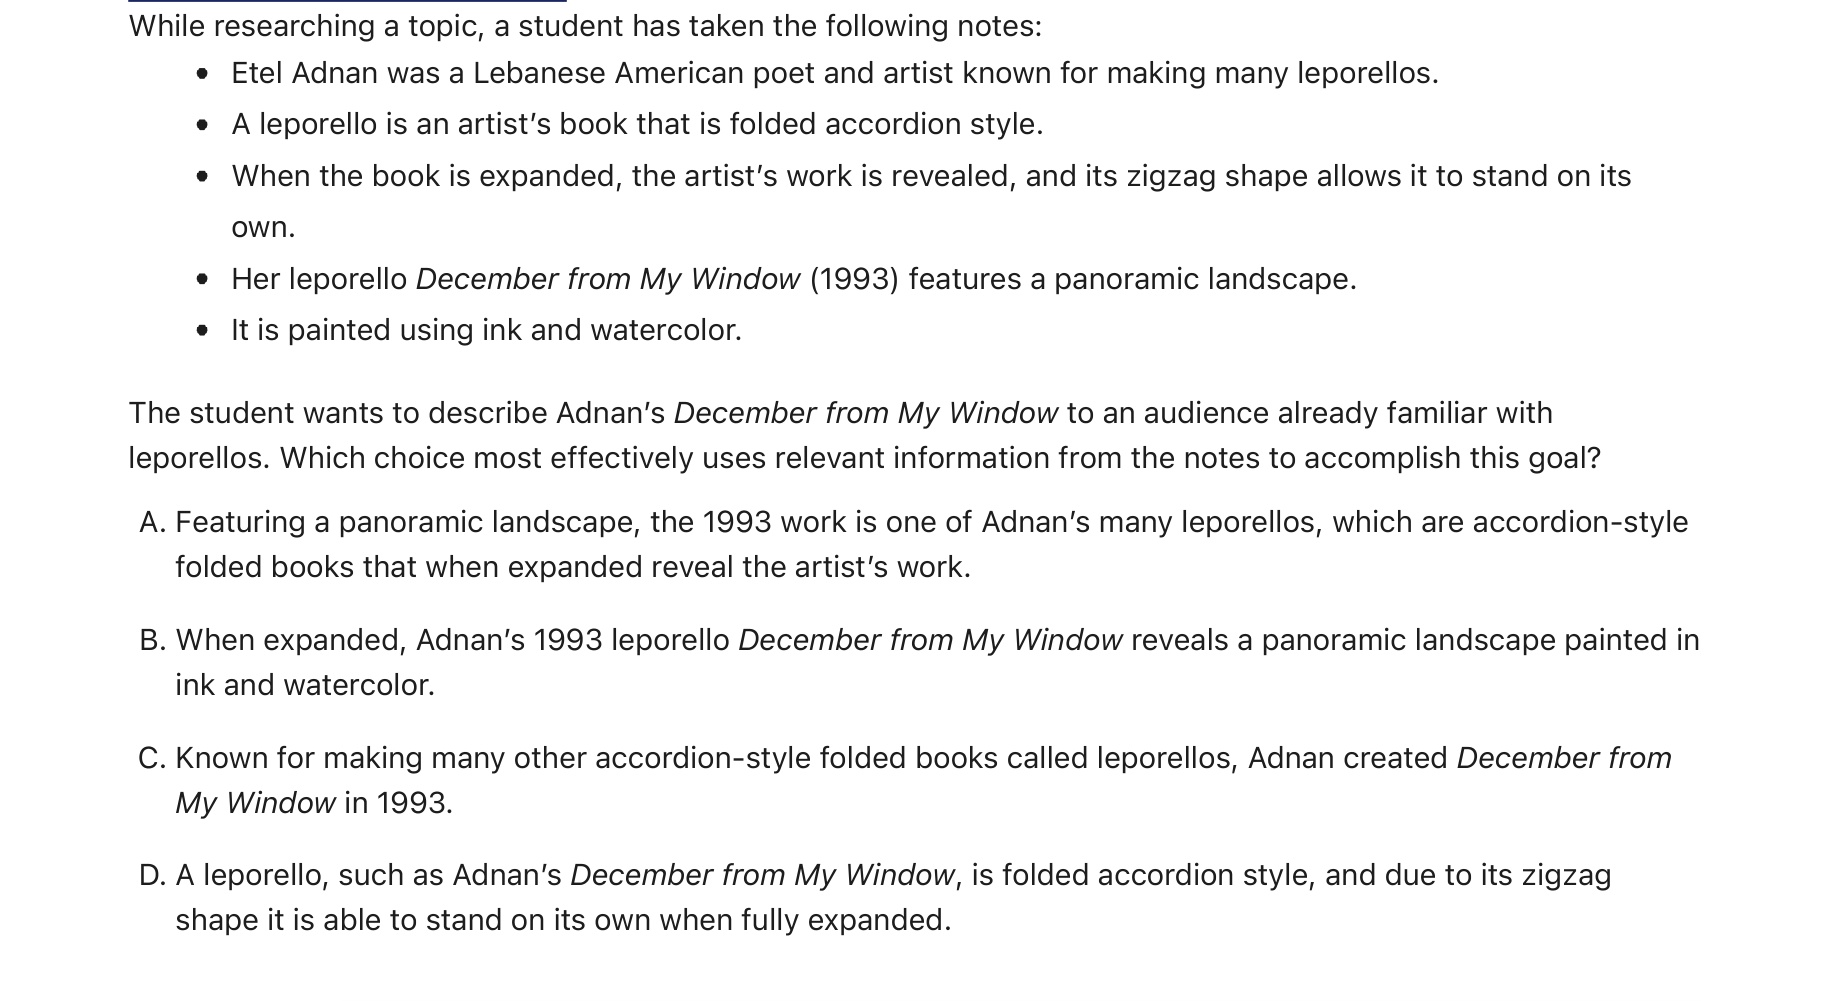 While researching a topic, a student has taken the following notes:
• Etel Adnan was a Lebanese American poet and artist known for making many leporellos.
• A leporello is an artist’s book that is folded accordion style.
• When the book is expanded, the artist’s work is revealed, and its zigzag shape allows it to stand on its
own.
• Her leporello December from My Window (1993) features a panoramic landscape.
• It is painted using ink and watercolor.
The student wants to describe Adnan’s December from My Window to an audience already familiar with
leporellos. Which choice most effectively uses relevant information from the notes to accomplish this goal?
A. Featuring a panoramic landscape, the 1993 work is one of Adnan’s many leporellos, which are accordion-style
folded books that when expanded reveal the artist’s work.
B. When expanded, Adnan’s 1993 leporello December from My Window reveals a panoramic landscape painted in
ink and watercolor.
C. Known for making many other accordion-style folded books called leporellos, Adnan created December from
My Window in 1993.
D. A leporello, such as Adnan’s December from My Window, is folded accordion style, and due to its zigzag
shape it is able to stand on its own when fully expanded.